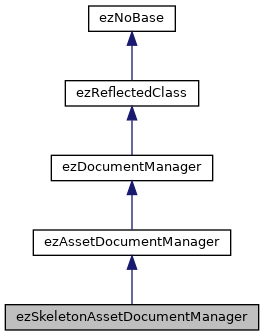 ezNoBase
ezReflectedClass
ezDocumentManager
ezAssetDocumentManager
ezSkeletonAssetDocumentManager